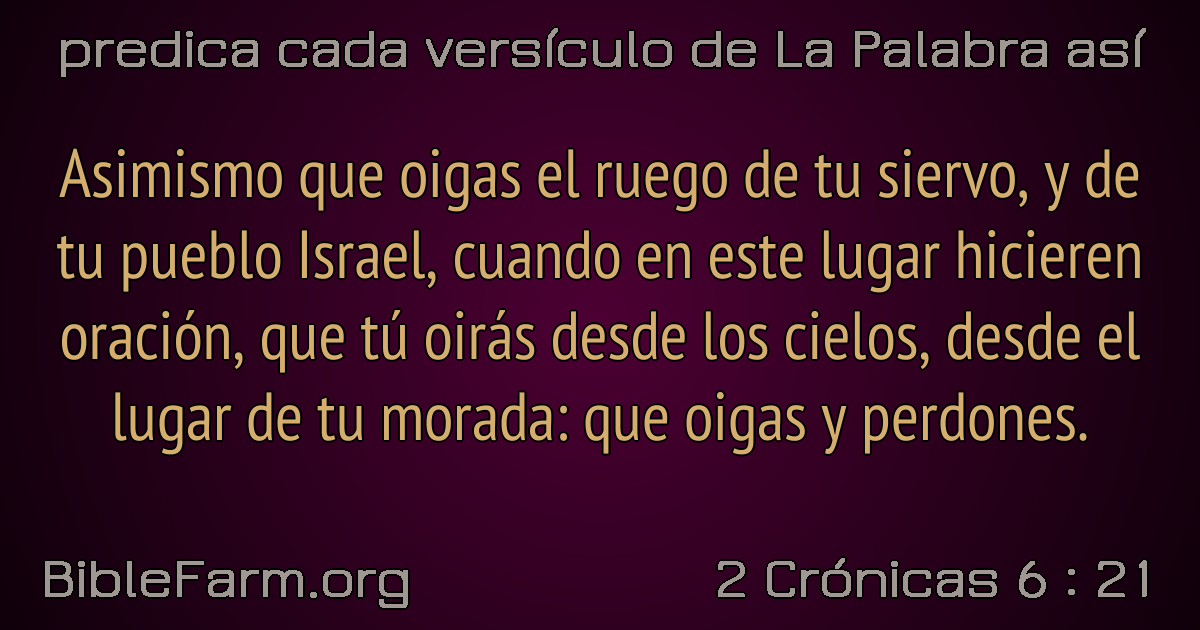 predica cada versículo de La Palabra así
Asimismo que oigas el ruego de tu siervo, y de
tu pueblo Israel, cuando en este lugar hicieren
oración, que tú oirás desde los cielos, desde el
lugar de tu morada: que oigas y perdones.
BibleFarm.org
2 Crónicas 6 : 21